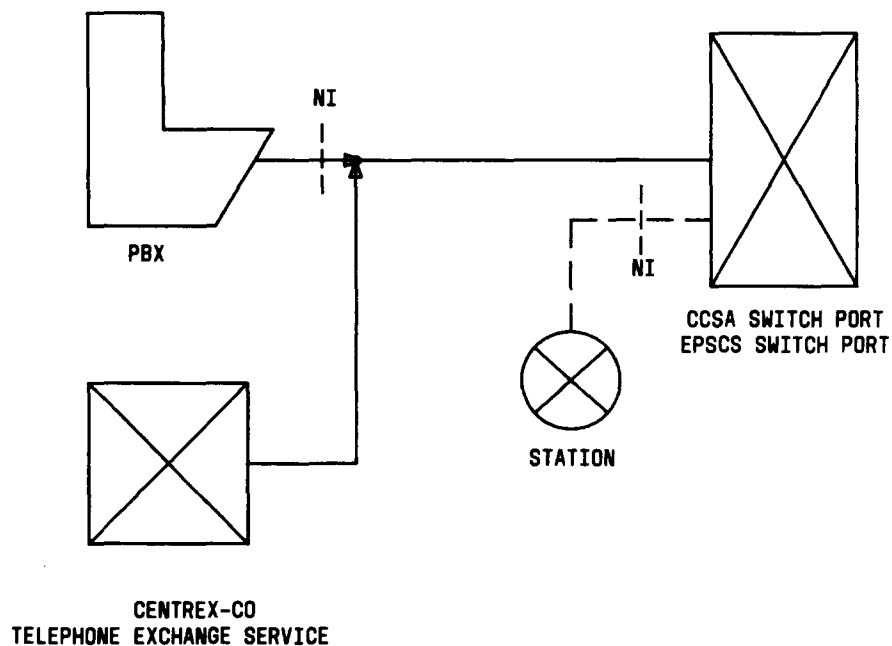 NI
PBX
NI
CCSA SWITCH PORT
EPSCS SWITCH PORT
STATION
CENTREX-CO
TELEPHONE EXCHANGE SERVICE